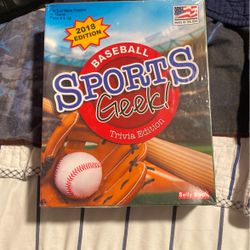 2018
EDITION
BASEBALL
SPORTS
Geek!
Trivia Edition